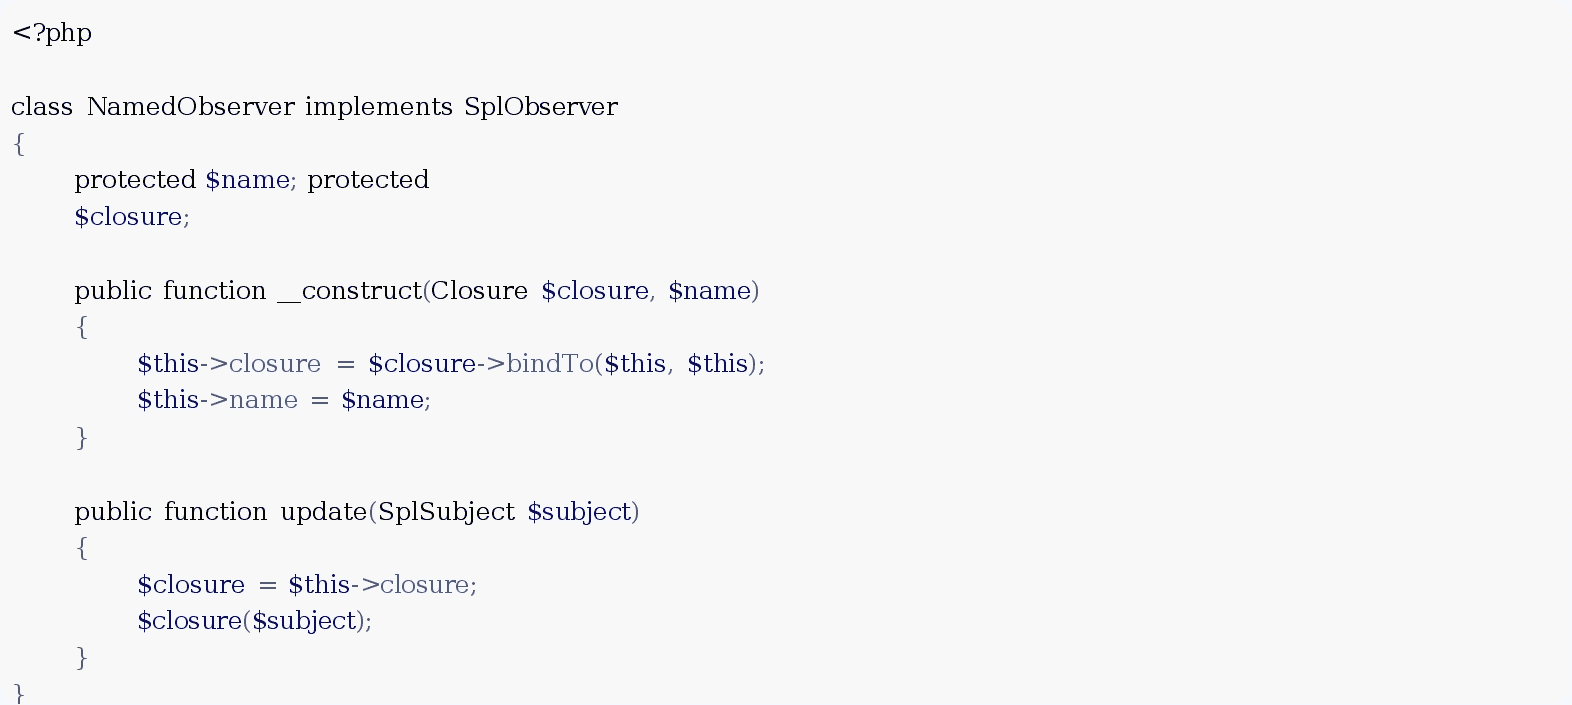 <?php
class NamedObserver implements SplObserver
{
protected $name; protected
$closure;
public function __construct(Closure $closure, $name)
{
$this->closure = $closure->bindTo($this, $this);
$this->name = $name;
}
public function update(SplSubject $subject)
{
$closure = $this->closure;
$closure($subject);
}
}